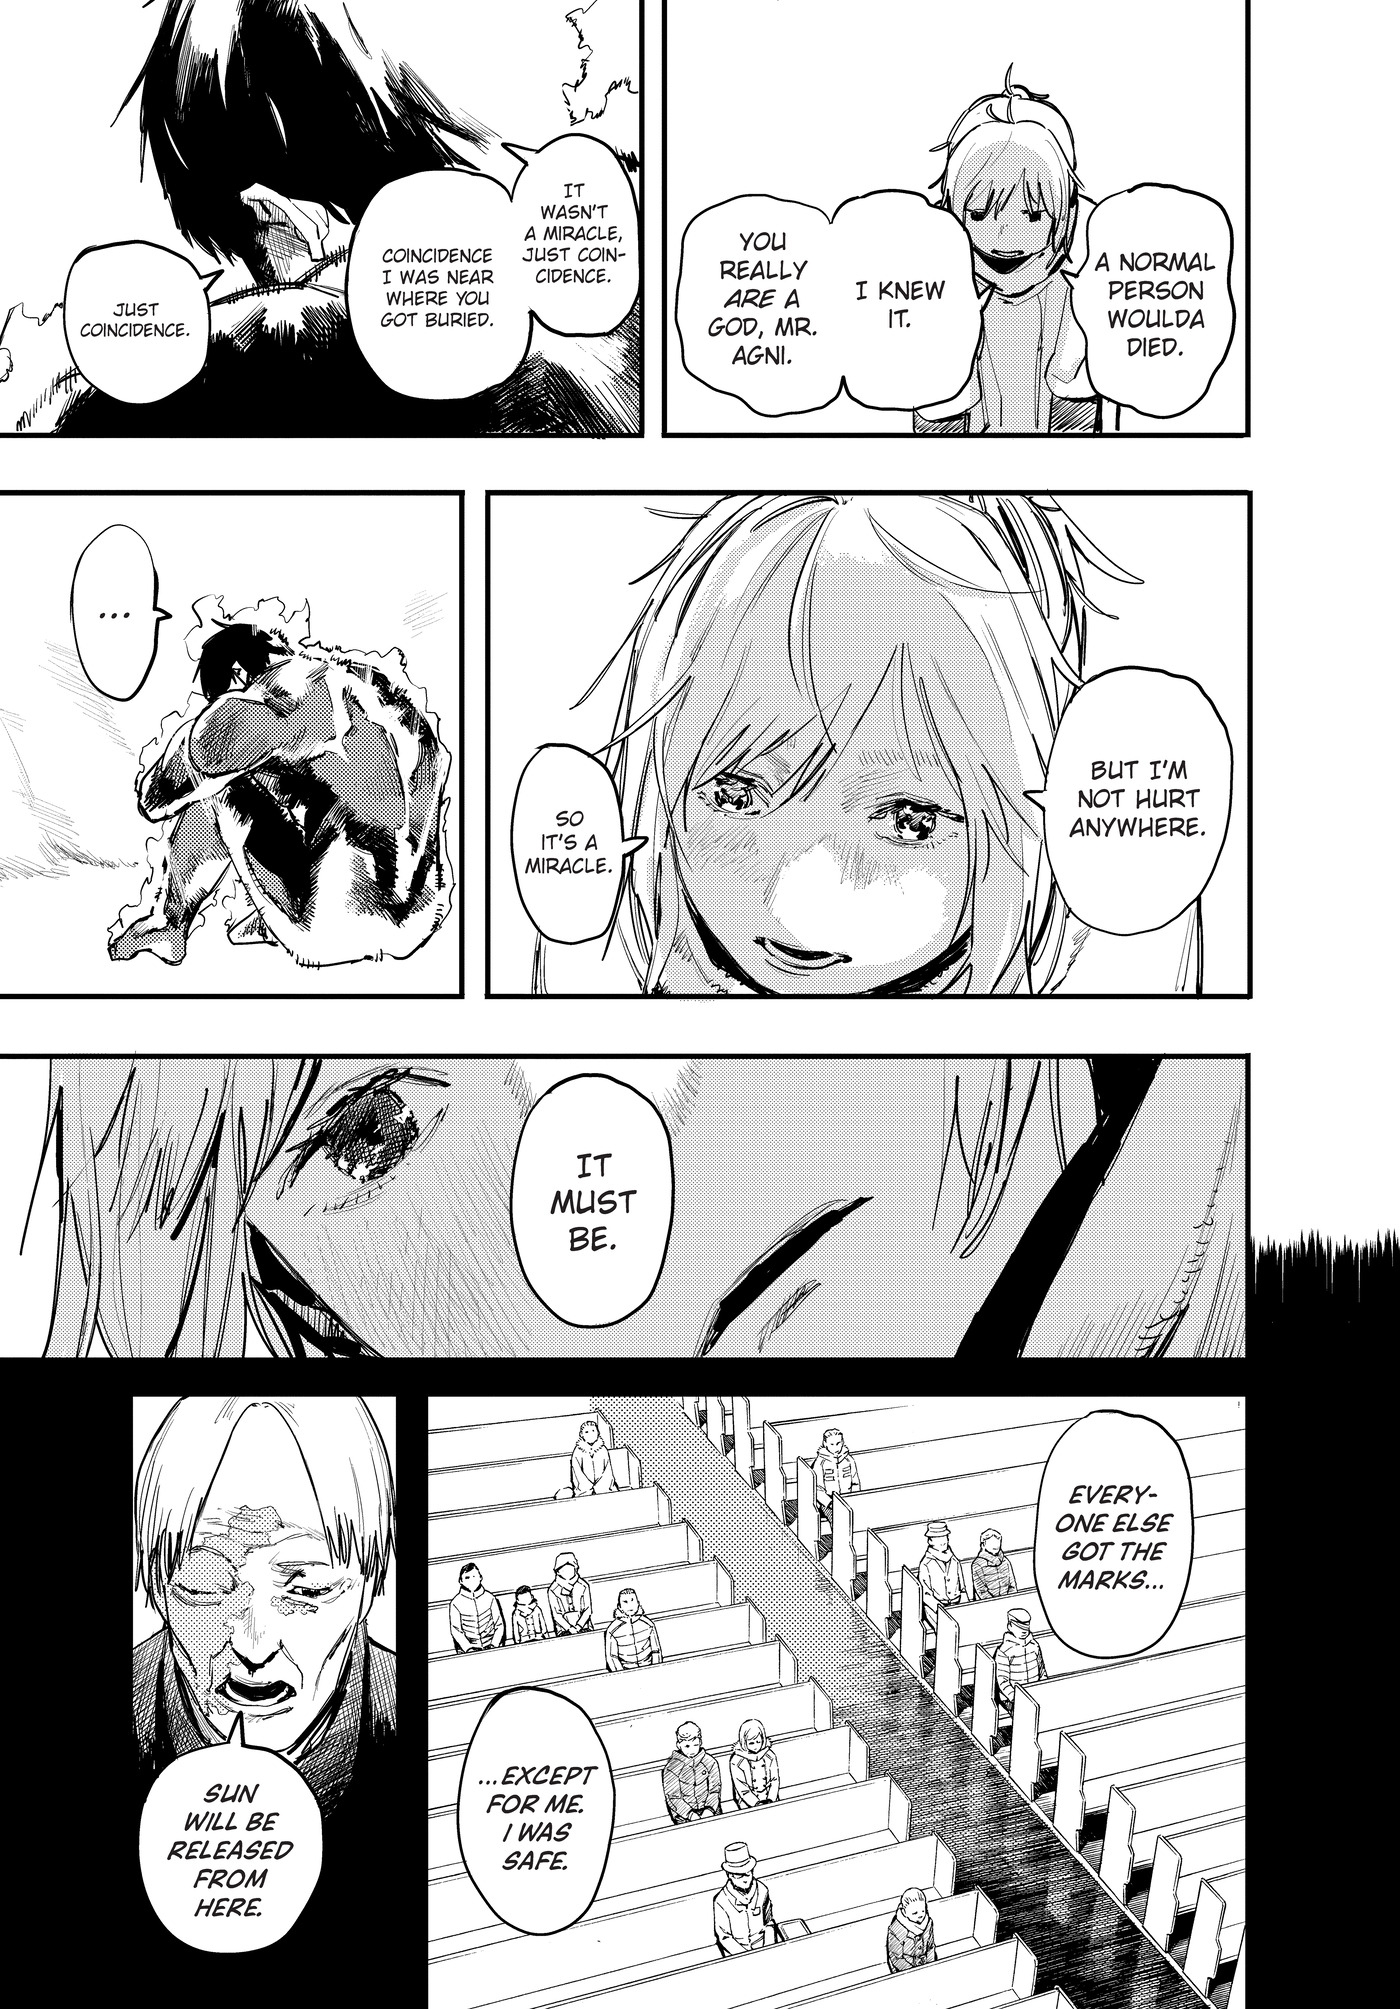 A NORMAL
PERSON
WOULDA
DIED.
I KNEW
IT.
YOU
REALLY
ARE A
GOD, MR.
AGNI.
IT
WASN'T
A MIRACLE,
JUST COIN-
CIDENCE.
COINCIDENCE
I WAS NEAR
WHERE YOU
GOT BURIED.
JUST
COINCIDENCE.
BUT I'M
NOT HURT
ANYWHERE.
SO
IT'S A
MIRACLE.
...
IT
MUST
BE.
EVERY-
ONE ELSE
GOT THE
MARKS...
...EXCEPT
FOR ME.
I WAS
SAFE.
SUN
WILL BE
RELEASED
FROM
HERE.